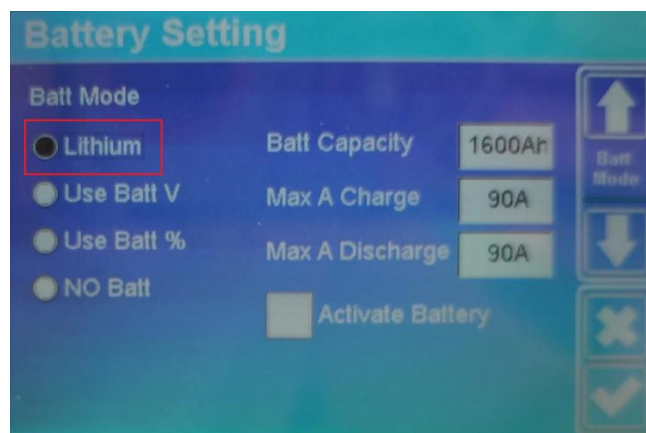 Battery Setting
Batt Mode
Lithium
Batt Capacity 1600Ah
Batt Mode
Use Batt V
Max A Charge 90A
Use Batt %
Max A Discharge 90A
NO Batt
Activate Battery